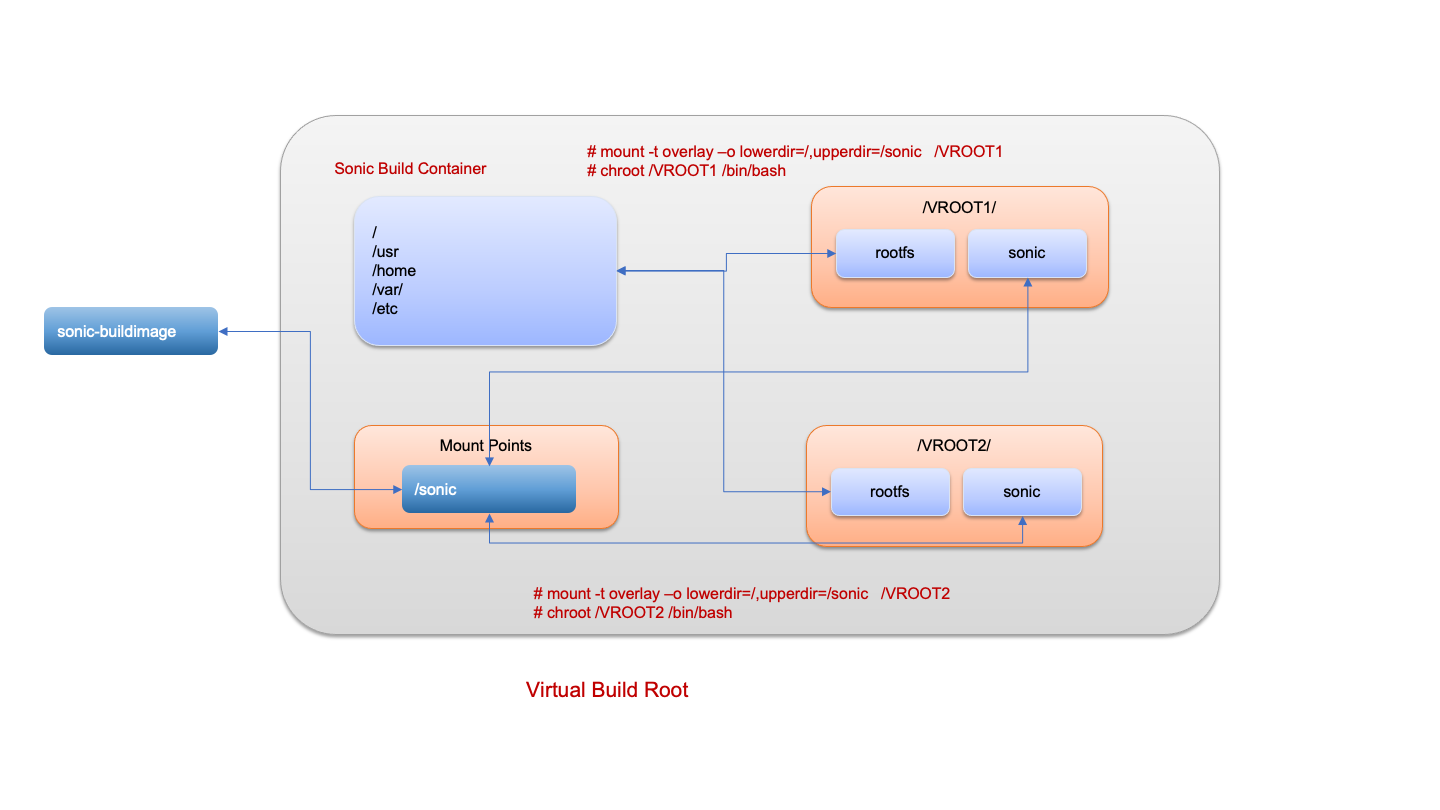 # mount -t overlay –o lowerdir=/,upperdir=/sonic /VROOT1
# chroot /VROOT1 /bin/bash
Sonic Build Container
/
/usr
/home
/var/
/etc
/VROOT1/
rootfs
sonic
sonic-buildimage
Mount Points
/sonic
/VROOT2/
rootfs
sonic
# mount -t overlay –o lowerdir=/,upperdir=/sonic /VROOT2
# chroot /VROOT2 /bin/bash
Virtual Build Root